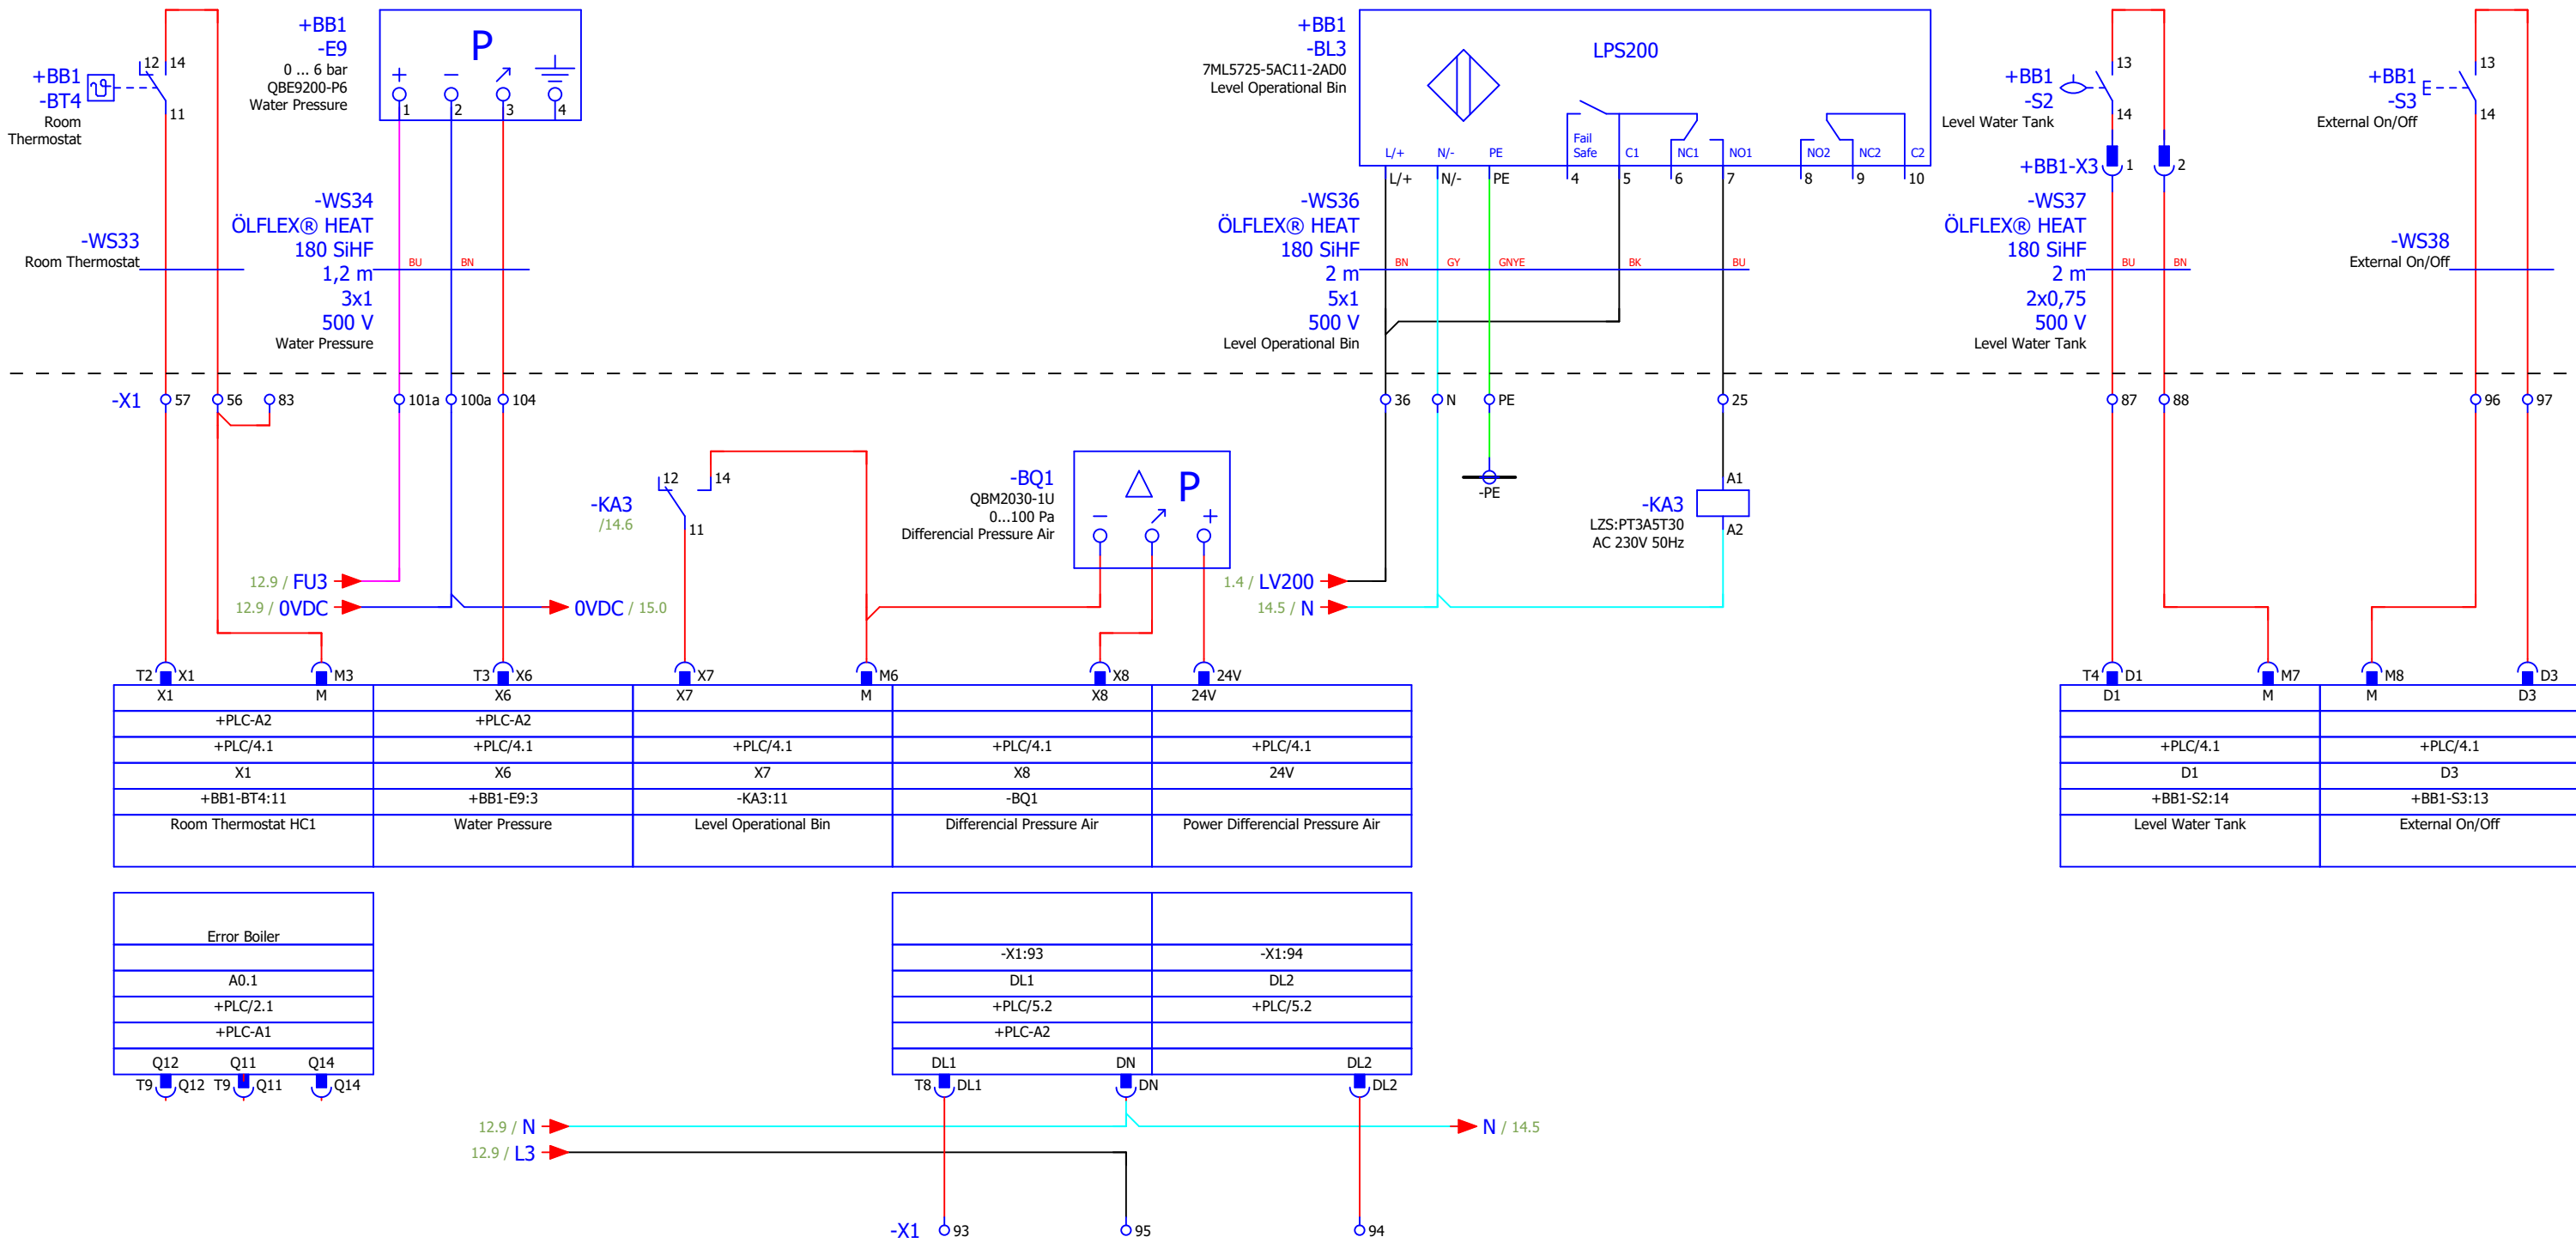 +BB1
-BT4
Room
Thermostat
12 14
11
+BB1
-E9
0 ... 6 bar
QBE9200-P6
Water Pressure
P
+ −
1 2 3 4
+BB1
-BL3
7ML5725-5AC11-2AD0
Level Operational Bin
LPS200
Fail
Safe
L/+ N/- PE C1 NC1 NO1 NO2 NC2 C2
L/+ N/- PE 4 5 6 7 8 9 10
+BB1
-S2
Level Water Tank
13
14
+BB1-X3 1 2
+BB1
-S3
External On/Off
13
14
-WS33
Room Thermostat
-WS34
ÖLFLEX® HEAT
180 SiHF
1,2 m
3x1
500 V
Water Pressure
BU BN
-WS36
ÖLFLEX® HEAT
180 SiHF
2 m
5x1
500 V
Level Operational Bin
BN GY GNYE BK BU
-WS37
ÖLFLEX® HEAT
180 SiHF
2 m
2x0,75
500 V
Level Water Tank
BU BN
-WS38
External On/Off
-X1 57 56 83 101a 100a 104 36 N PE 25 87 88 96 97
-KA3
/14.6
12 14
11
-BQ1
QBM2030-1U
0...100 Pa
Differencial Pressure Air
P
− +
-PE
-KA3
LZS:PT3A5T30
AC 230V 50Hz
A1
A2
12.9 / FU3
12.9 / 0VDC
0VDC / 15.0
1.4 / LV200
14.5 / N
T2 X1 M3 T3 X6 X7 M6 X8 24V T4 D1 M7 M8 D3
X1 M X6 X7 M X8 24V D1 M M D3
+PLC-A2 +PLC-A2
+PLC/4.1 +PLC/4.1 +PLC/4.1 +PLC/4.1 +PLC/4.1 +PLC/4.1 +PLC/4.1
X1 X6 X7 X8 24V D1 D3
+BB1-BT4:11 +BB1-E9:3 -KA3:11 -BQ1 +BB1-S2:14 +BB1-S3:13
Room Thermostat HC1 Water Pressure Level Operational Bin Differencial Pressure Air Power Differencial Pressure Air Level Water Tank External On/Off
Error Boiler
A0.1
+PLC/2.1
+PLC-A1
Q12 Q11 Q14
T9 Q12 T9 Q11 Q14
-X1:93 -X1:94
DL1 DL2
+PLC/5.2 +PLC/5.2
+PLC-A2
DL1 DN DL2
T8 DL1 DN DL2
12.9 / N
N / 14.5
12.9 / L3
-X1 93 95 94